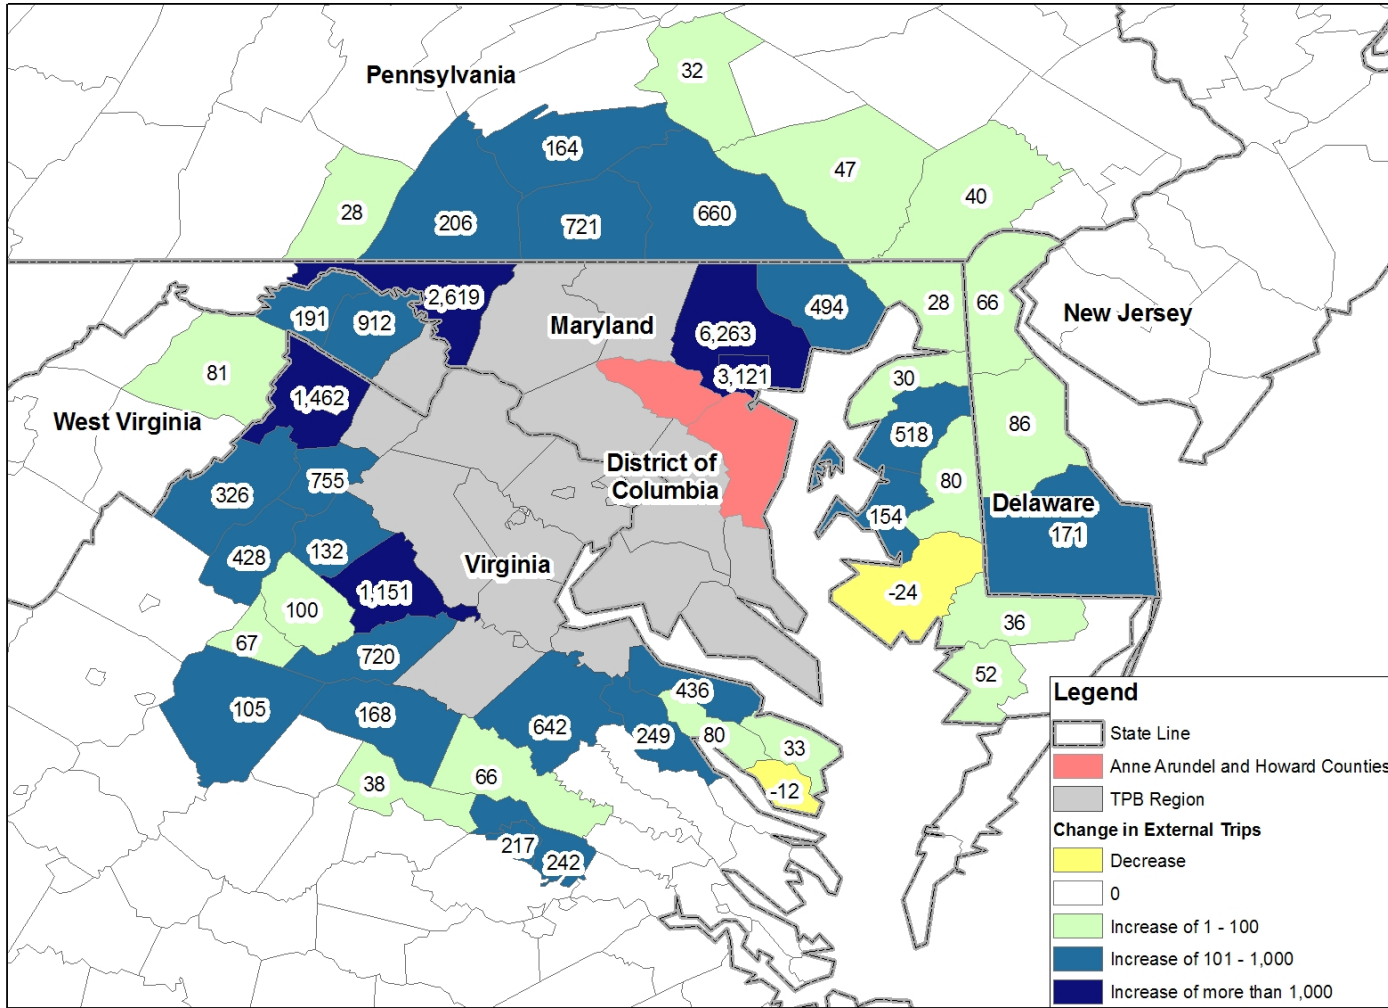 32
Pennsylvania
164
47
40
28
206
721
660
2,619
191
912
Maryland
6,263
494
28
66
New Jersey
3,121
81
30
1,462
West Virginia
86
518
District of
Columbia
326
755
80
Delaware
154
171
428
132
Virginia
1,151
-24
100
36
67
720
52
436
105
168
642
249
80
33
38
66
-12
217
242
Legend
State Line
Anne Arundel and Howard Counties
TPB Region
Change in External Trips
Decrease
0
Increase of 1 - 100
Increase of 101 - 1,000
Increase of more than 1,000